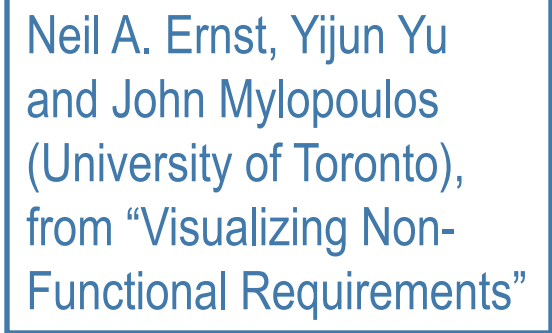 Neil A. Ernst, Yijun Yu
and John Mylopoulos
(University of Toronto),
from “Visualizing Non-
Functional Requirements”